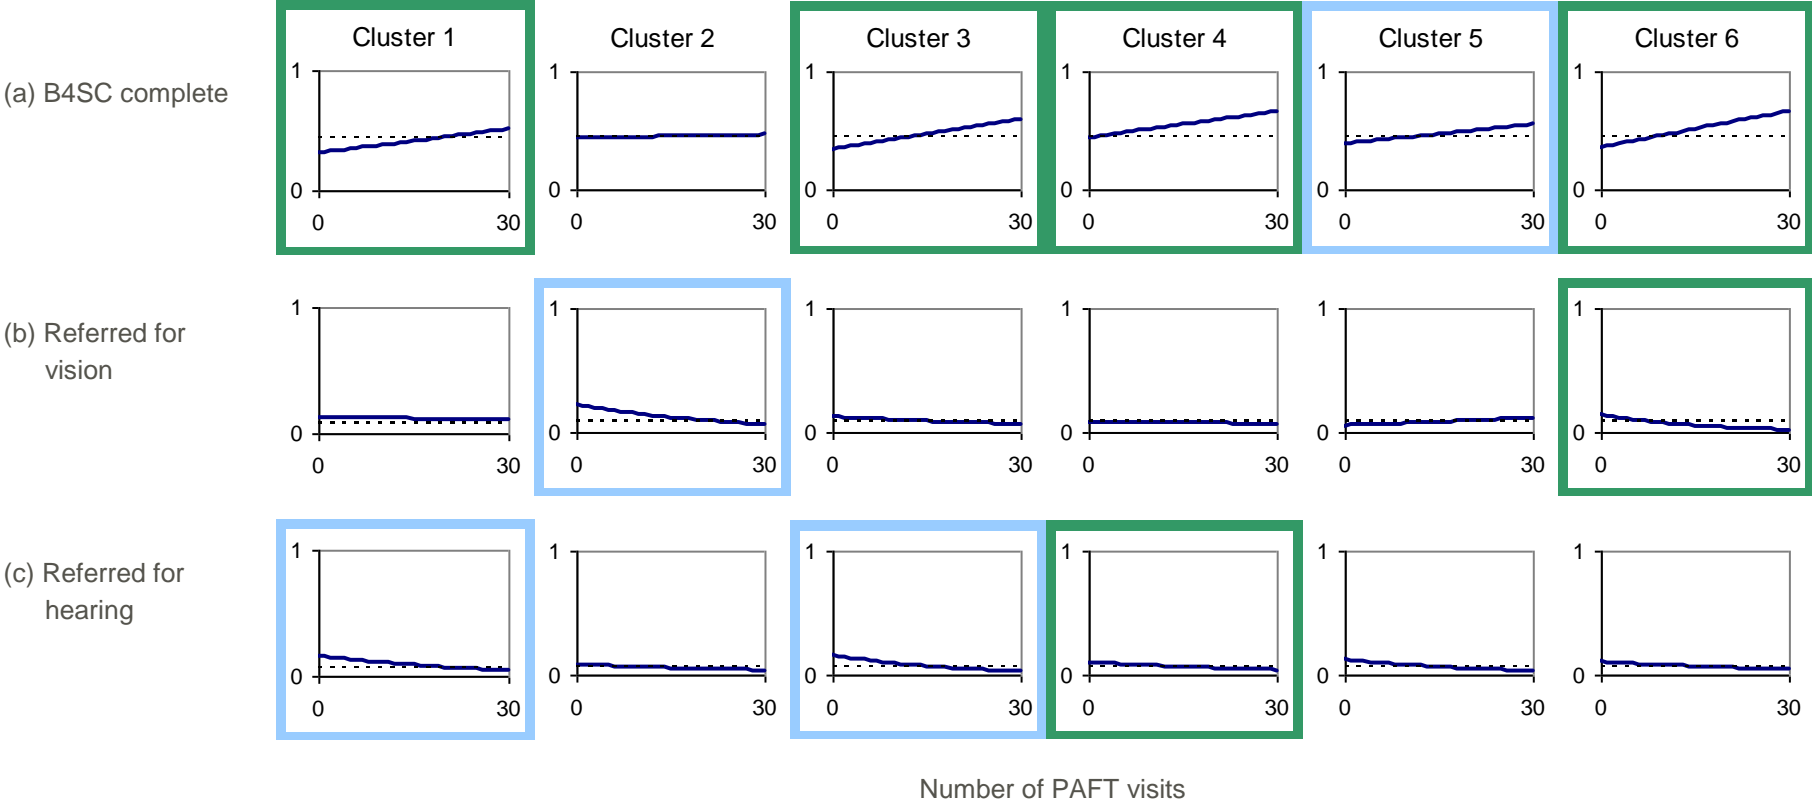 Cluster 1 Cluster 2 Cluster 3 Cluster 4 Cluster 5 Cluster 6
(a) B4SC complete
1 1 1 1 1 1
0 0 0 0 0 0
0 30 0 30 0 30 0 30 0 30 0 30
(b) Referred for
vision
1 1 1 1 1 1
0 0 0 0 0 0
0 30 0 30 0 30 0 30 0 30 0 30
(c) Referred for
hearing
1 1 1 1 1 1
0 0 0 0 0 0
0 30 0 30 0 30 0 30 0 30 0 30
Number of PAFT visits